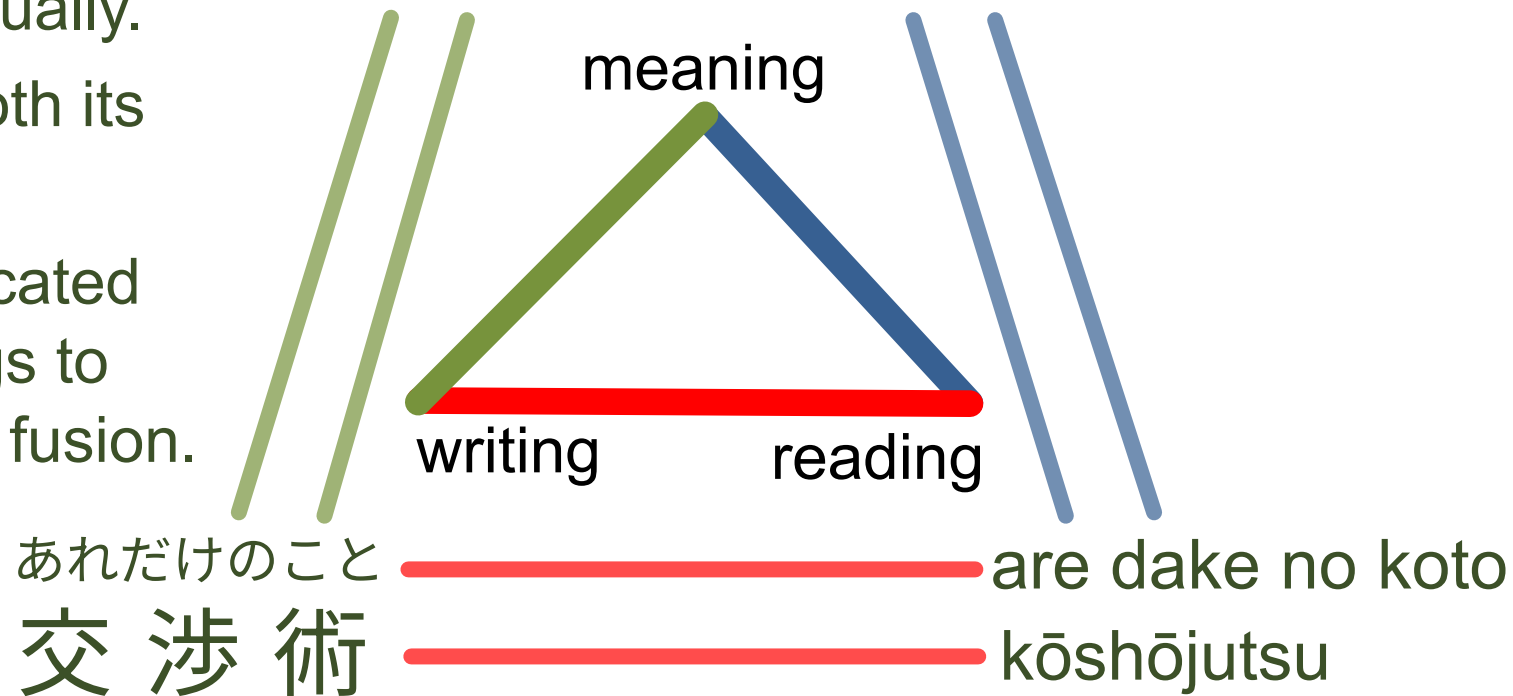 ually.
oth its
cated
gs to
fusion.
meaning
writing
reading
あれだけのこと
are dake no koto
交渉術
kōshōjutsu